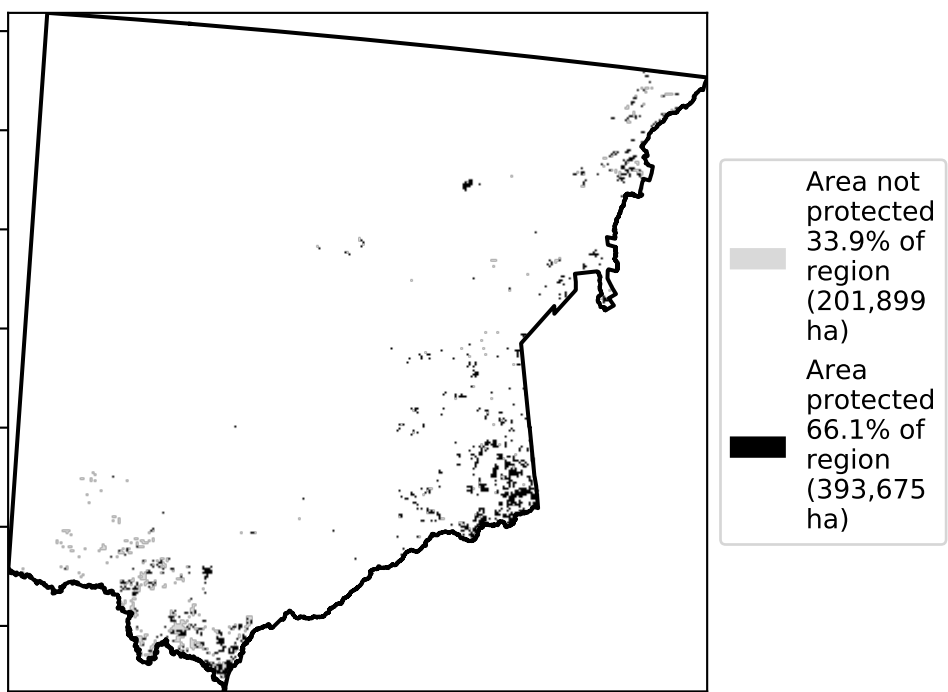 Area not
protected
33.9% of
region
(201,899
ha)
Area
protected
66.1% of
region
(393,675
ha)